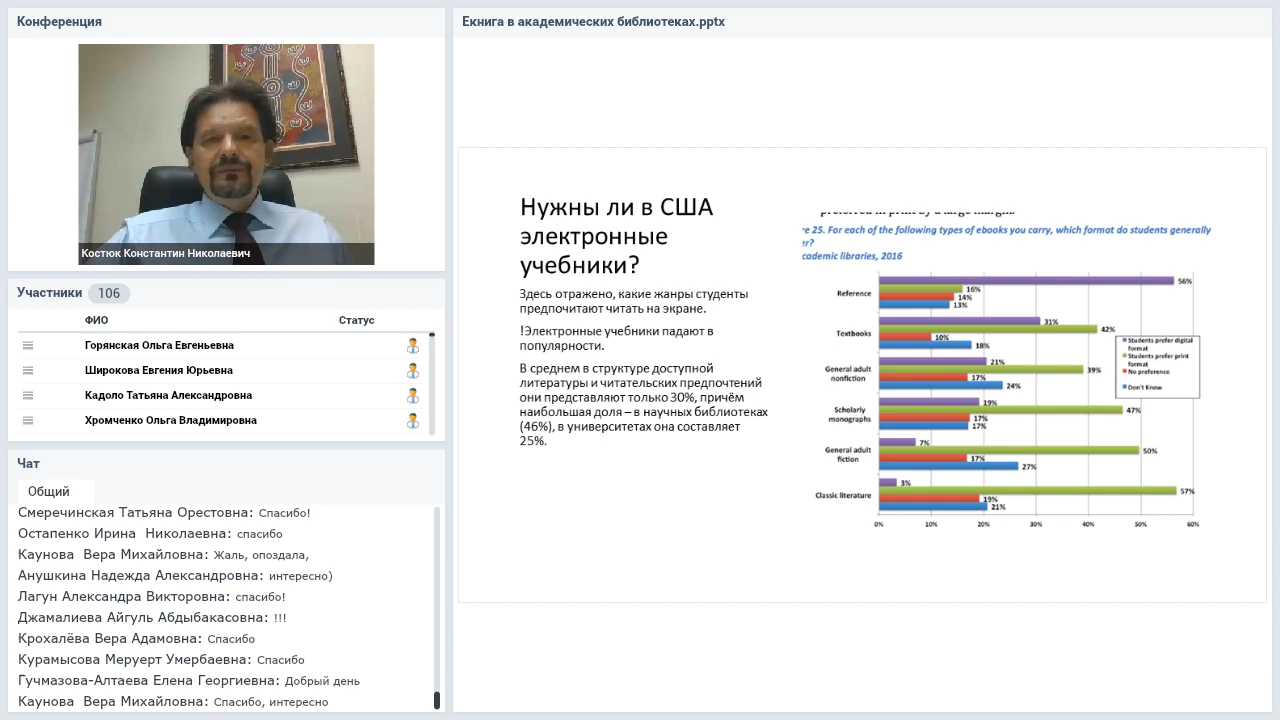 Конференция
Костюк Константин Николаевич
Участники 106
ФИО Статус
Горянская Ольга Евгеньевна
Широкова Евгения Юрьевна
Кадоло Татьяна Александровна
Хромченко Ольга Владимировна
Чат
Общий
Смеречинская Татьяна Орестовна: Спасибо!
Остапенко Ирина Николаевна: спасибо
Каунова Вера Михайловна: Жаль, опоздала,
Анушкина Надежда Александровна: интересно)
Лагун Александра Викторовна: спасибо!
Джамалиева Айгуль Абдыбакасовна: !!!
Крохалёва Вера Адамовна: Спасибо
Курамысова Меруерт Умербаевна: Спасибо
Гучмазова-Алтаева Елена Георгиевна: Добрый день
Каунова Вера Михайловна: Спасибо, интересно
Екнига в академических библиотеках.pptx
Нужны ли в США
электронные
учебники?
Здесь отражено, какие жанры студенты
предпочитают читать на экране.
!Электронные учебники падают в
популярности.
В среднем в структуре доступной
литературы и читательских предпочтений
они представляют только 30%, причём
наибольшая доля – в научных библиотеках
(46%), в университетах она составляет
25%.
preferred in print by a large margin.
re 25. For each of the following types of ebooks you carry, which format do students generally
er?
cademic libraries, 2016
Reference
56%
16%
14%
13%
Textbooks
31%
42%
10%
18%
General adult
nonfiction
21%
39%
17%
24%
Scholarly
monographs
19%
47%
17%
17%
General adult
fiction
7%
50%
17%
27%
Classic literature
3%
57%
19%
21%
0% 10% 20% 30% 40% 50% 60%
Students prefer digital
format
Students prefer print
format
No preference
Don't Know